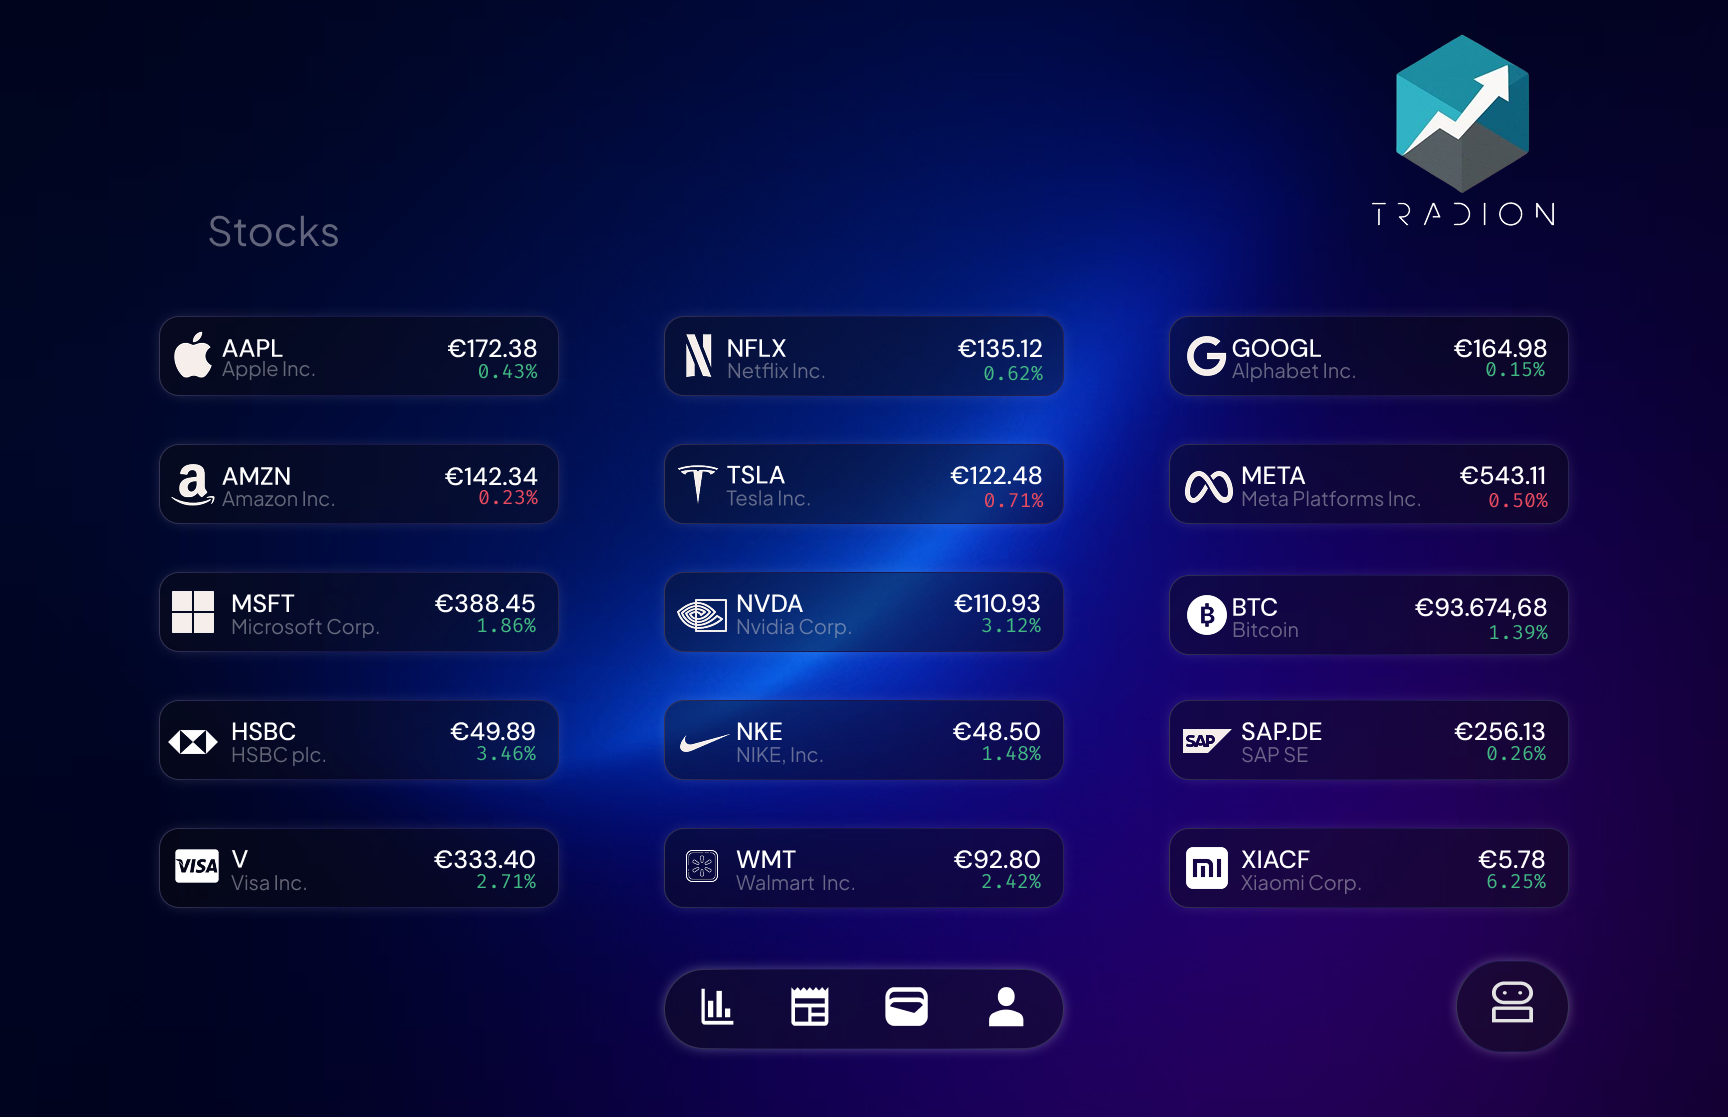 TRADION
Stocks
AAPL €172.38
Apple Inc. 0.43%
NFLX €135.12
Netflix Inc. 0.62%
GOOGL €164.98
Alphabet Inc. 0.15%
AMZN €142.34
Amazon Inc. 0.23%
TSLA €122.48
Tesla Inc. 0.71%
META €543.11
Meta Platforms Inc. 0.50%
MSFT €388.45
Microsoft Corp. 1.86%
NVDA €110.93
Nvidia Corp. 3.12%
BTC €93.674,68
Bitcoin 1.39%
HSBC €49.89
HSBC plc. 3.46%
NKE €48.50
NIKE, Inc. 1.48%
SAP
SAP.DE €256.13
SAP SE 0.26%
VISA
V €333.40
Visa Inc. 2.71%
WMT €92.80
Walmart Inc. 2.42%
mi
XIACF €5.78
Xiaomi Corp. 6.25%